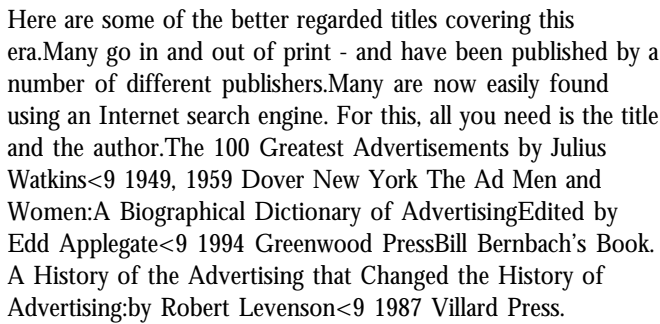 Here are some of the better regarded titles covering this
era.Many go in and out of print - and have been published by a
number of different publishers.Many are now easily found
using an Internet search engine. For this, all you need is the title
and the author.The 100 Greatest Advertisements by Julius
Watkins<9 1949, 1959 Dover New York The Ad Men and
Women:A Biographical Dictionary of AdvertisingEdited by
Edd Applegate<9 1994 Greenwood PressBill Bernbach's Book.
A History of the Advertising that Changed the History of
Advertising:by Robert Levenson<9 1987 Villard Press.